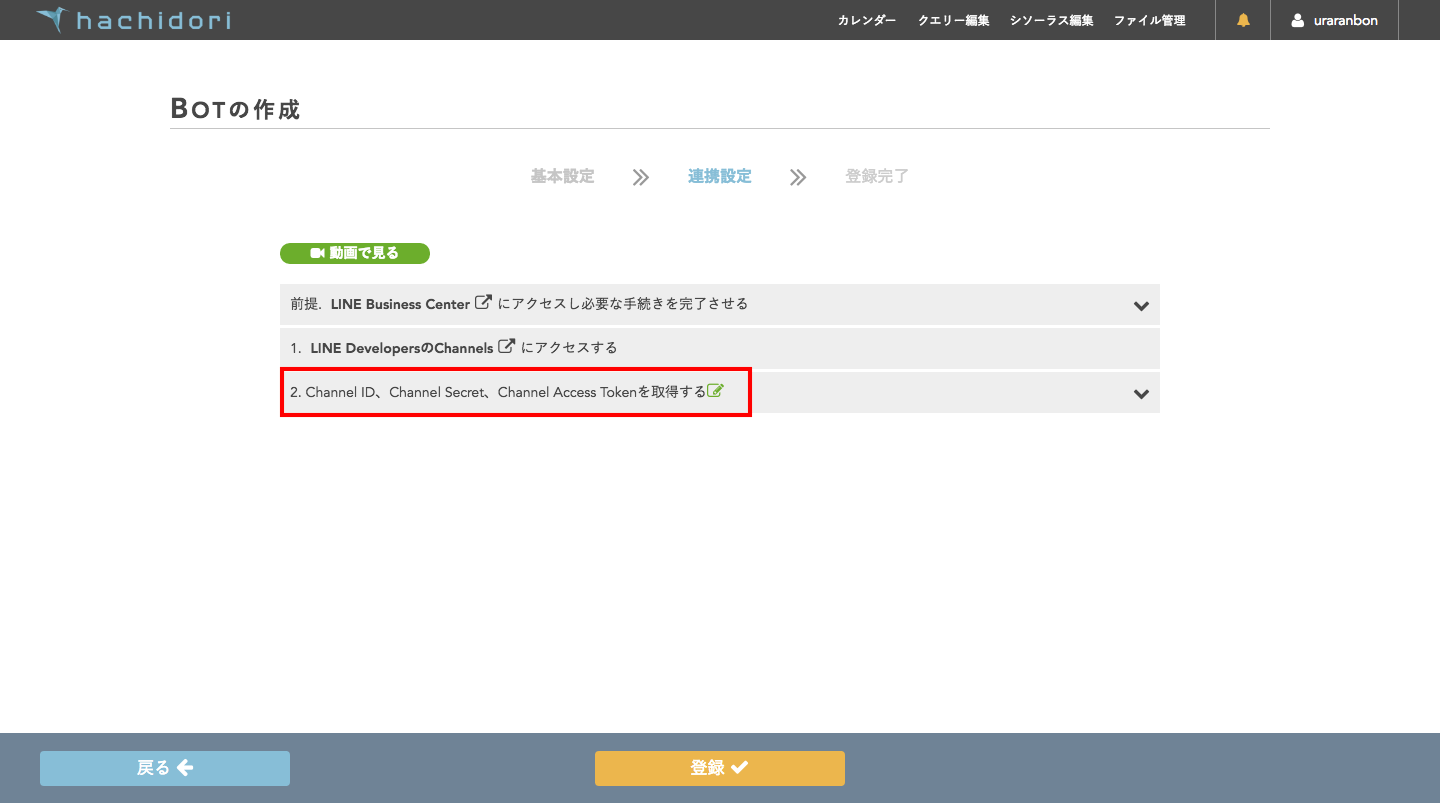 hachidori
カレンダー クエリー編集 シソーラス編集 ファイル管理 uraranbon
BOTの作成
基本設定 連携設定 登録完了
動画で見る
前提. LINE Business Center にアクセスし必要な手続きを完了させる
1. LINE DevelopersのChannels にアクセスする
2. Channel ID、Channel Secret、Channel Access Tokenを取得する
戻る 登録